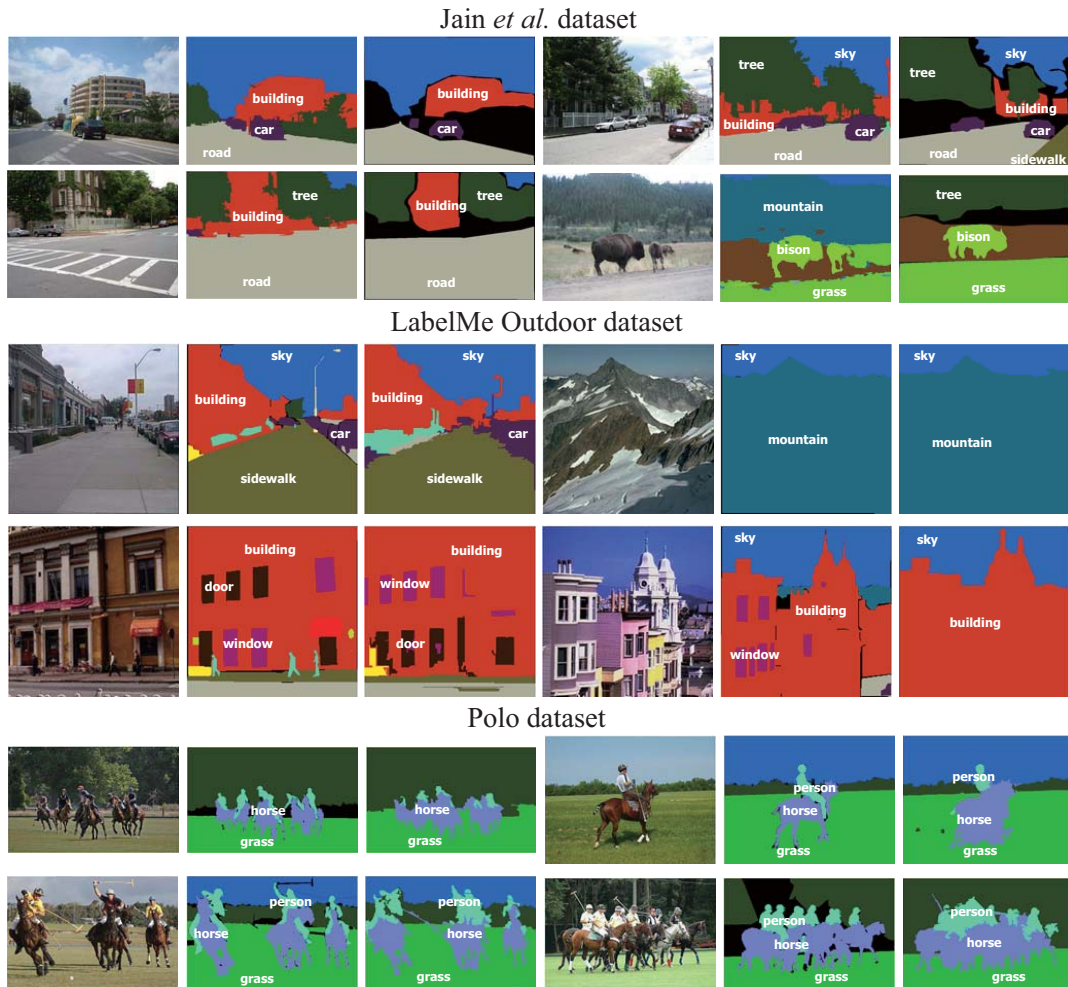 Jain et al. dataset
building
car
road
building
car
tree
sky
building
car
road
sky
tree
building
car
road
sidewalk
tree
building
road
tree
building
road
mountain
bison
grass
tree
bison
grass
LabelMe Outdoor dataset
sky
building
car
sidewalk
sky
building
car
sidewalk
sky
mountain
sky
mountain
building
door
window
building
window
door
sky
building
window
sky
building
Polo dataset
horse
grass
horse
grass
person
horse
grass
person
horse
grass
person
horse
grass
person
horse
grass
person
horse
grass
person
horse
grass